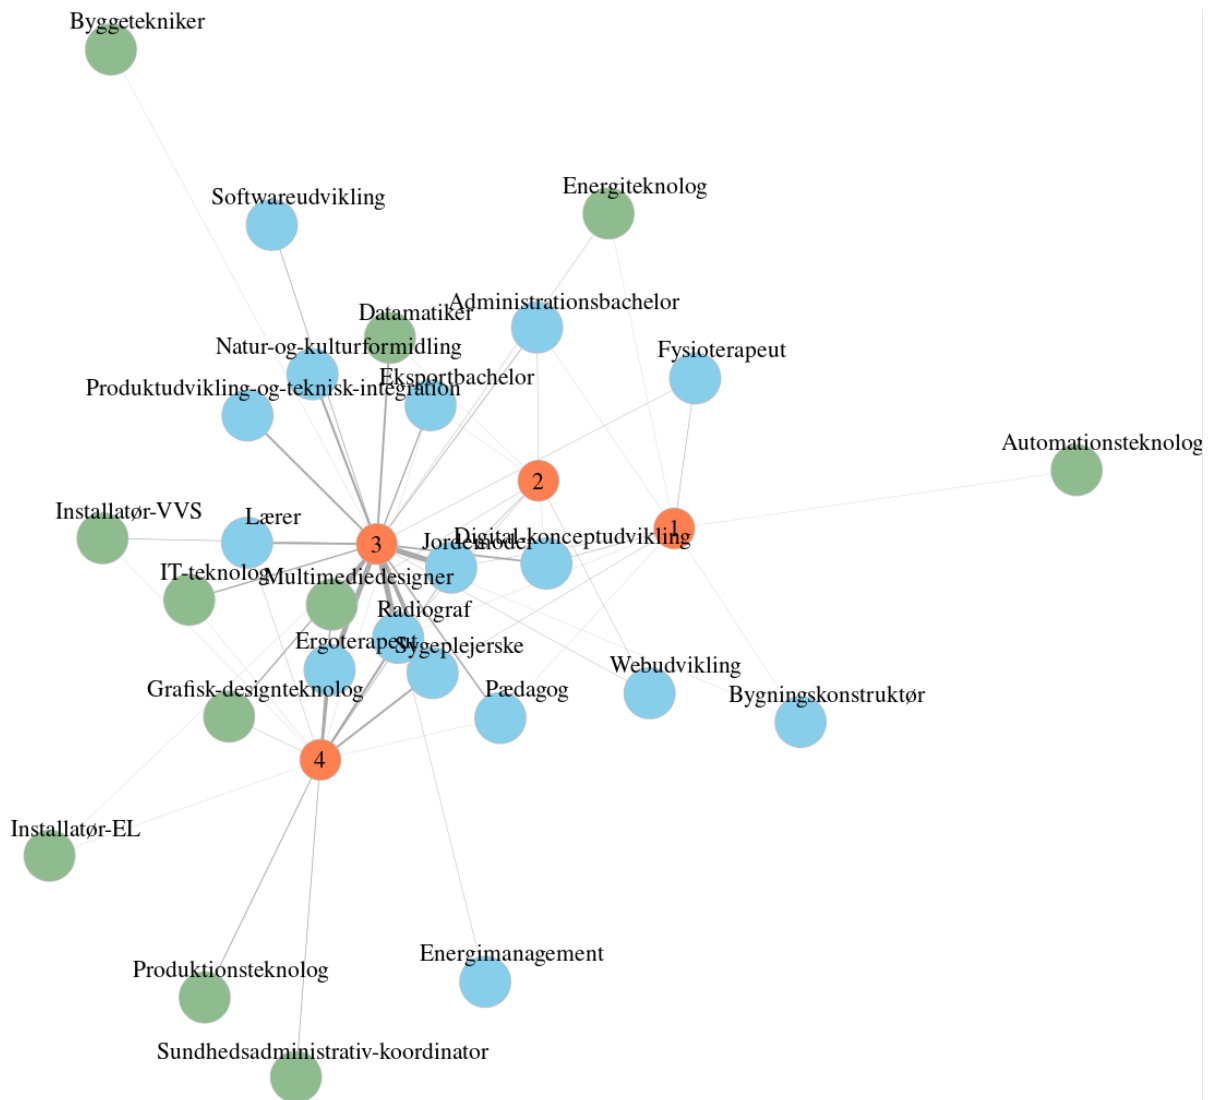 Byggetekniker
Energiteknolog
Softwareudvikling
Administrationsbachelor
Datamatiker
Natur-og-kulturformidling
Fysioterapeut
Eksportbachelor
Produktudvikling-og-teknisk-integration
Automationsteknolog
2
Installatør-VVS
Lærer
1
Digital-konceptudvikling
Jordemoder
3
IT-teknolog
Multimediedesigner
Radiograf
Ergoterapeut
Sygeplejerske
Webudvikling
Grafisk-designteknolog
Pædagog
Bygningskonstruktør
4
Installatør-EL
Energimanagement
Produktionsteknolog
Sundhedsadministrativ-koordinator